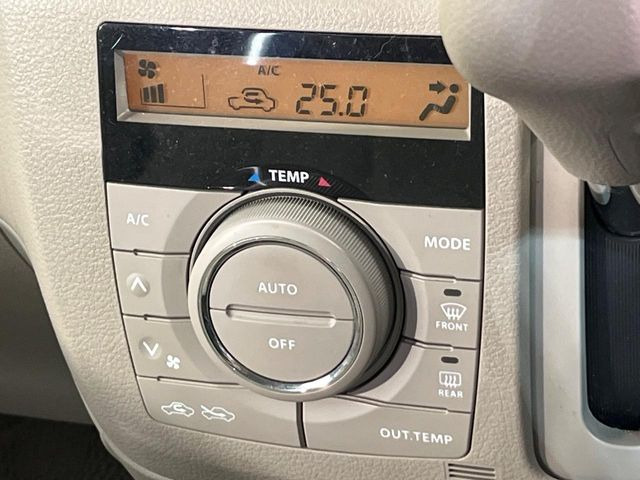 A/C
25.0
TEMP
A/C
MODE
AUTO
OFF
FRONT
REAR
OUT.TEMP